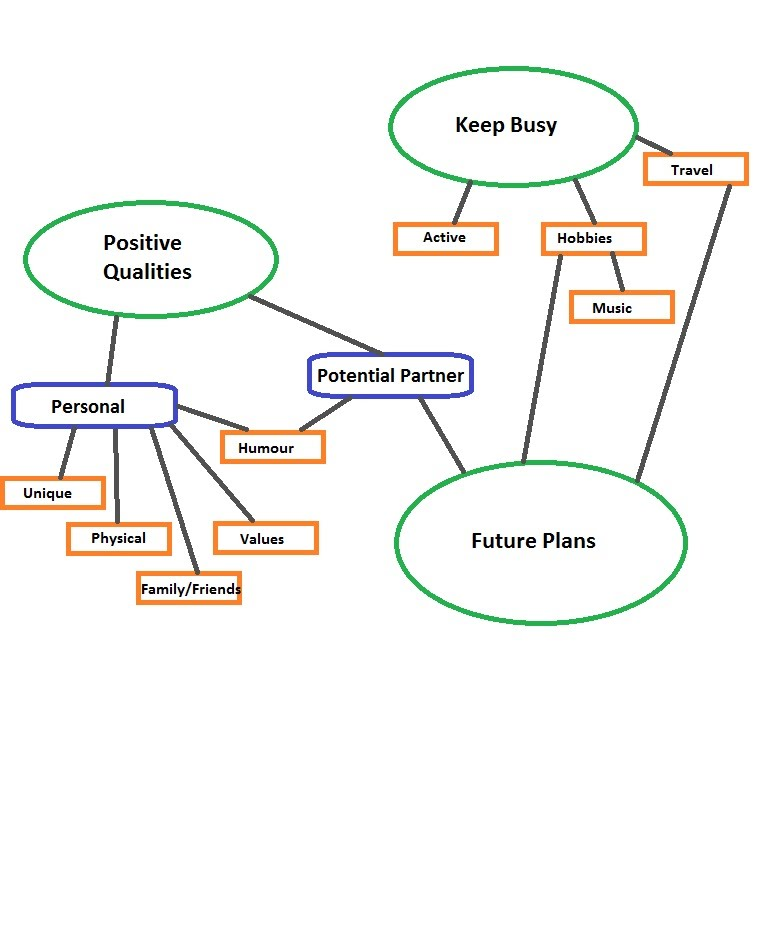 Keep Busy
Travel
Active
Hobbies
Music
Positive
Qualities
Potential Partner
Personal
Humour
Unique
Physical
Values
Family/Friends
Future Plans